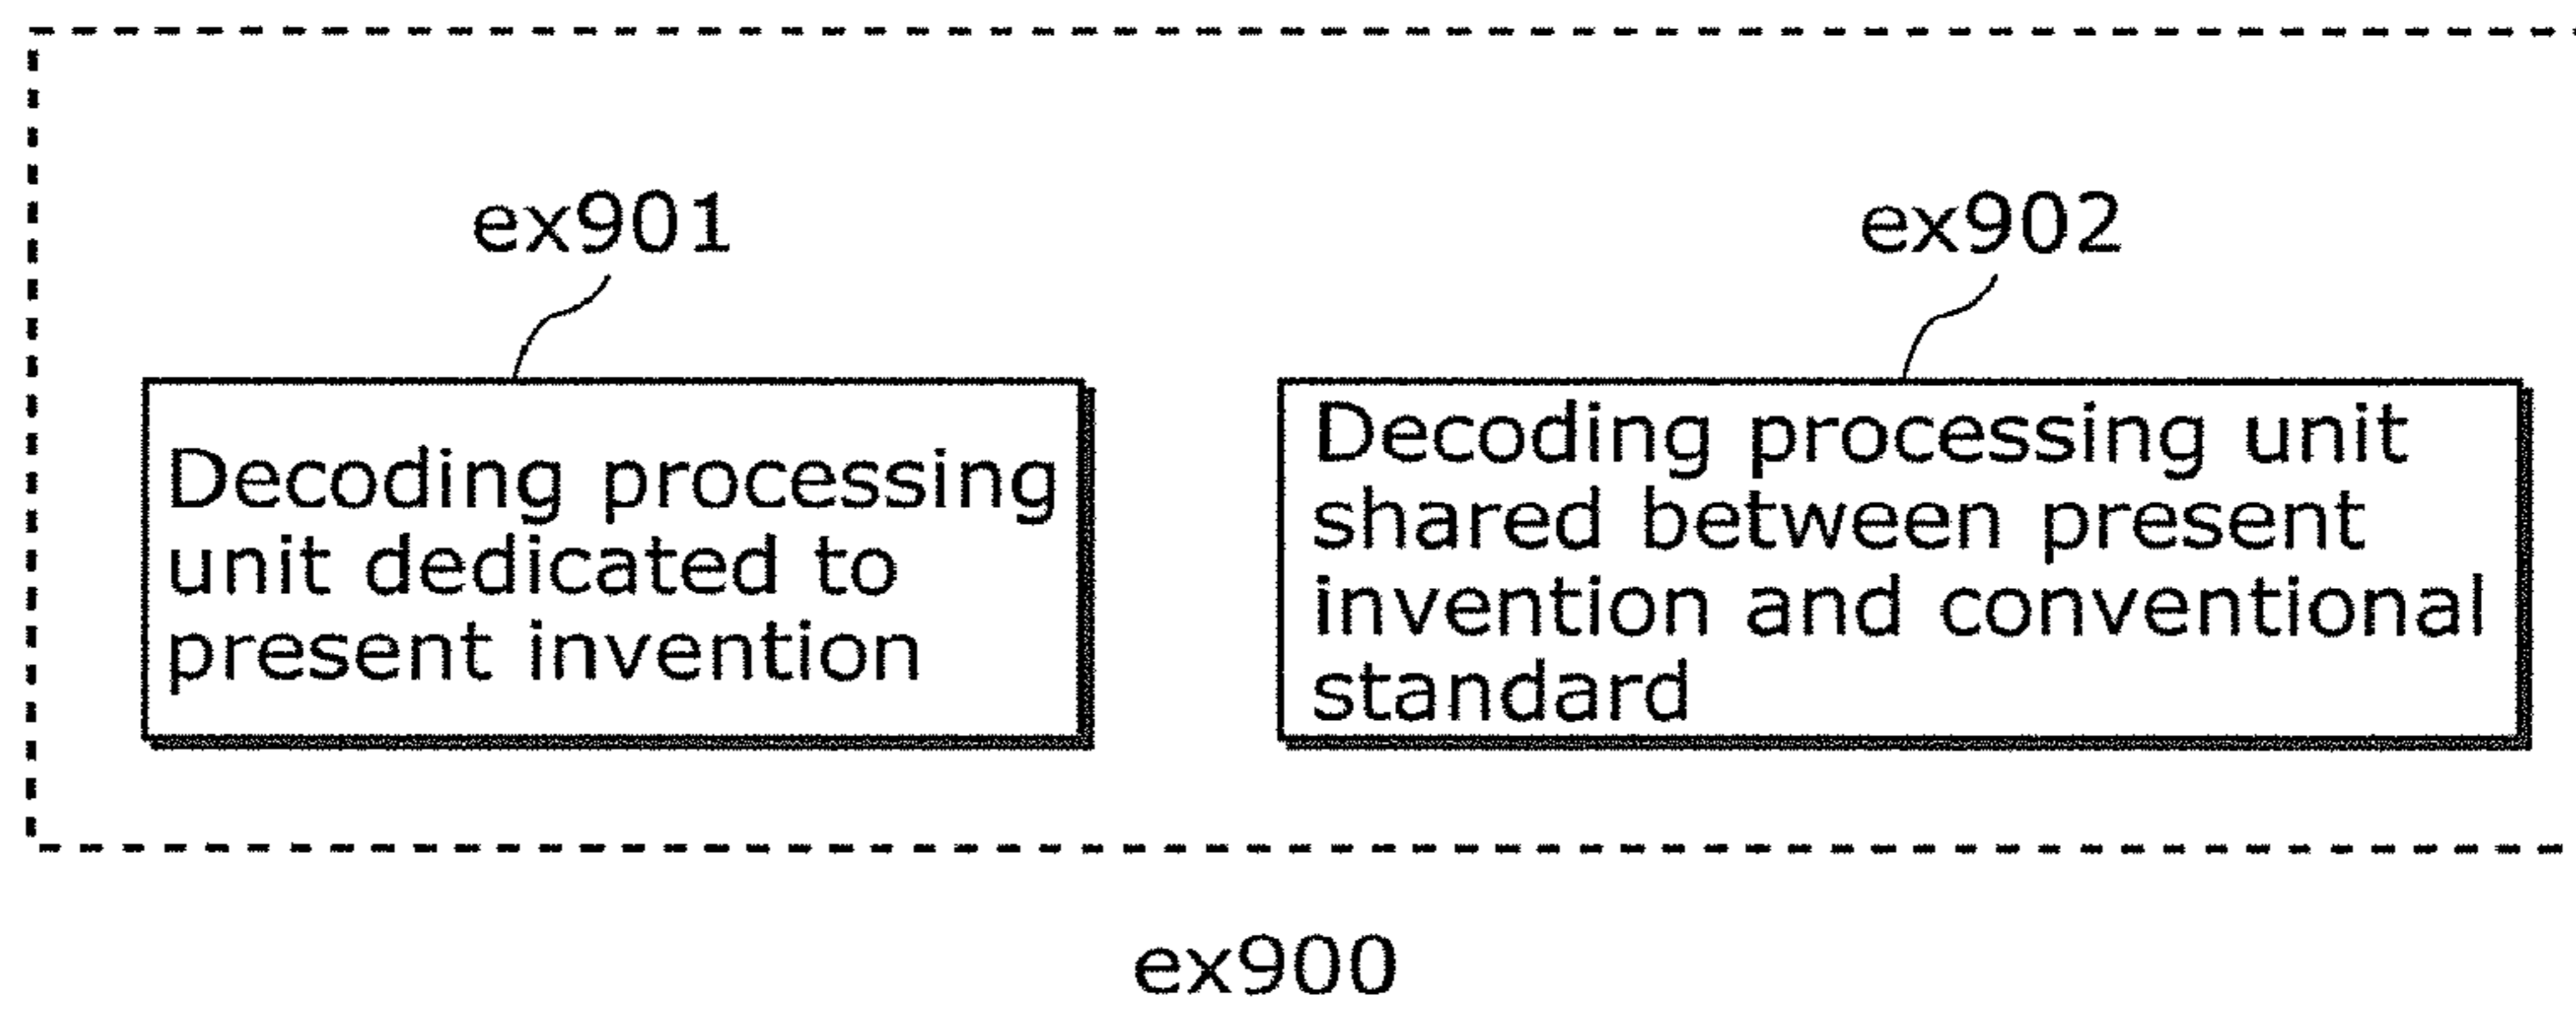 ex901
ex902
Decoding processing
unit dedicated to
present invention
Decoding processing unit
shared between present
invention and conventional
standard
ex900